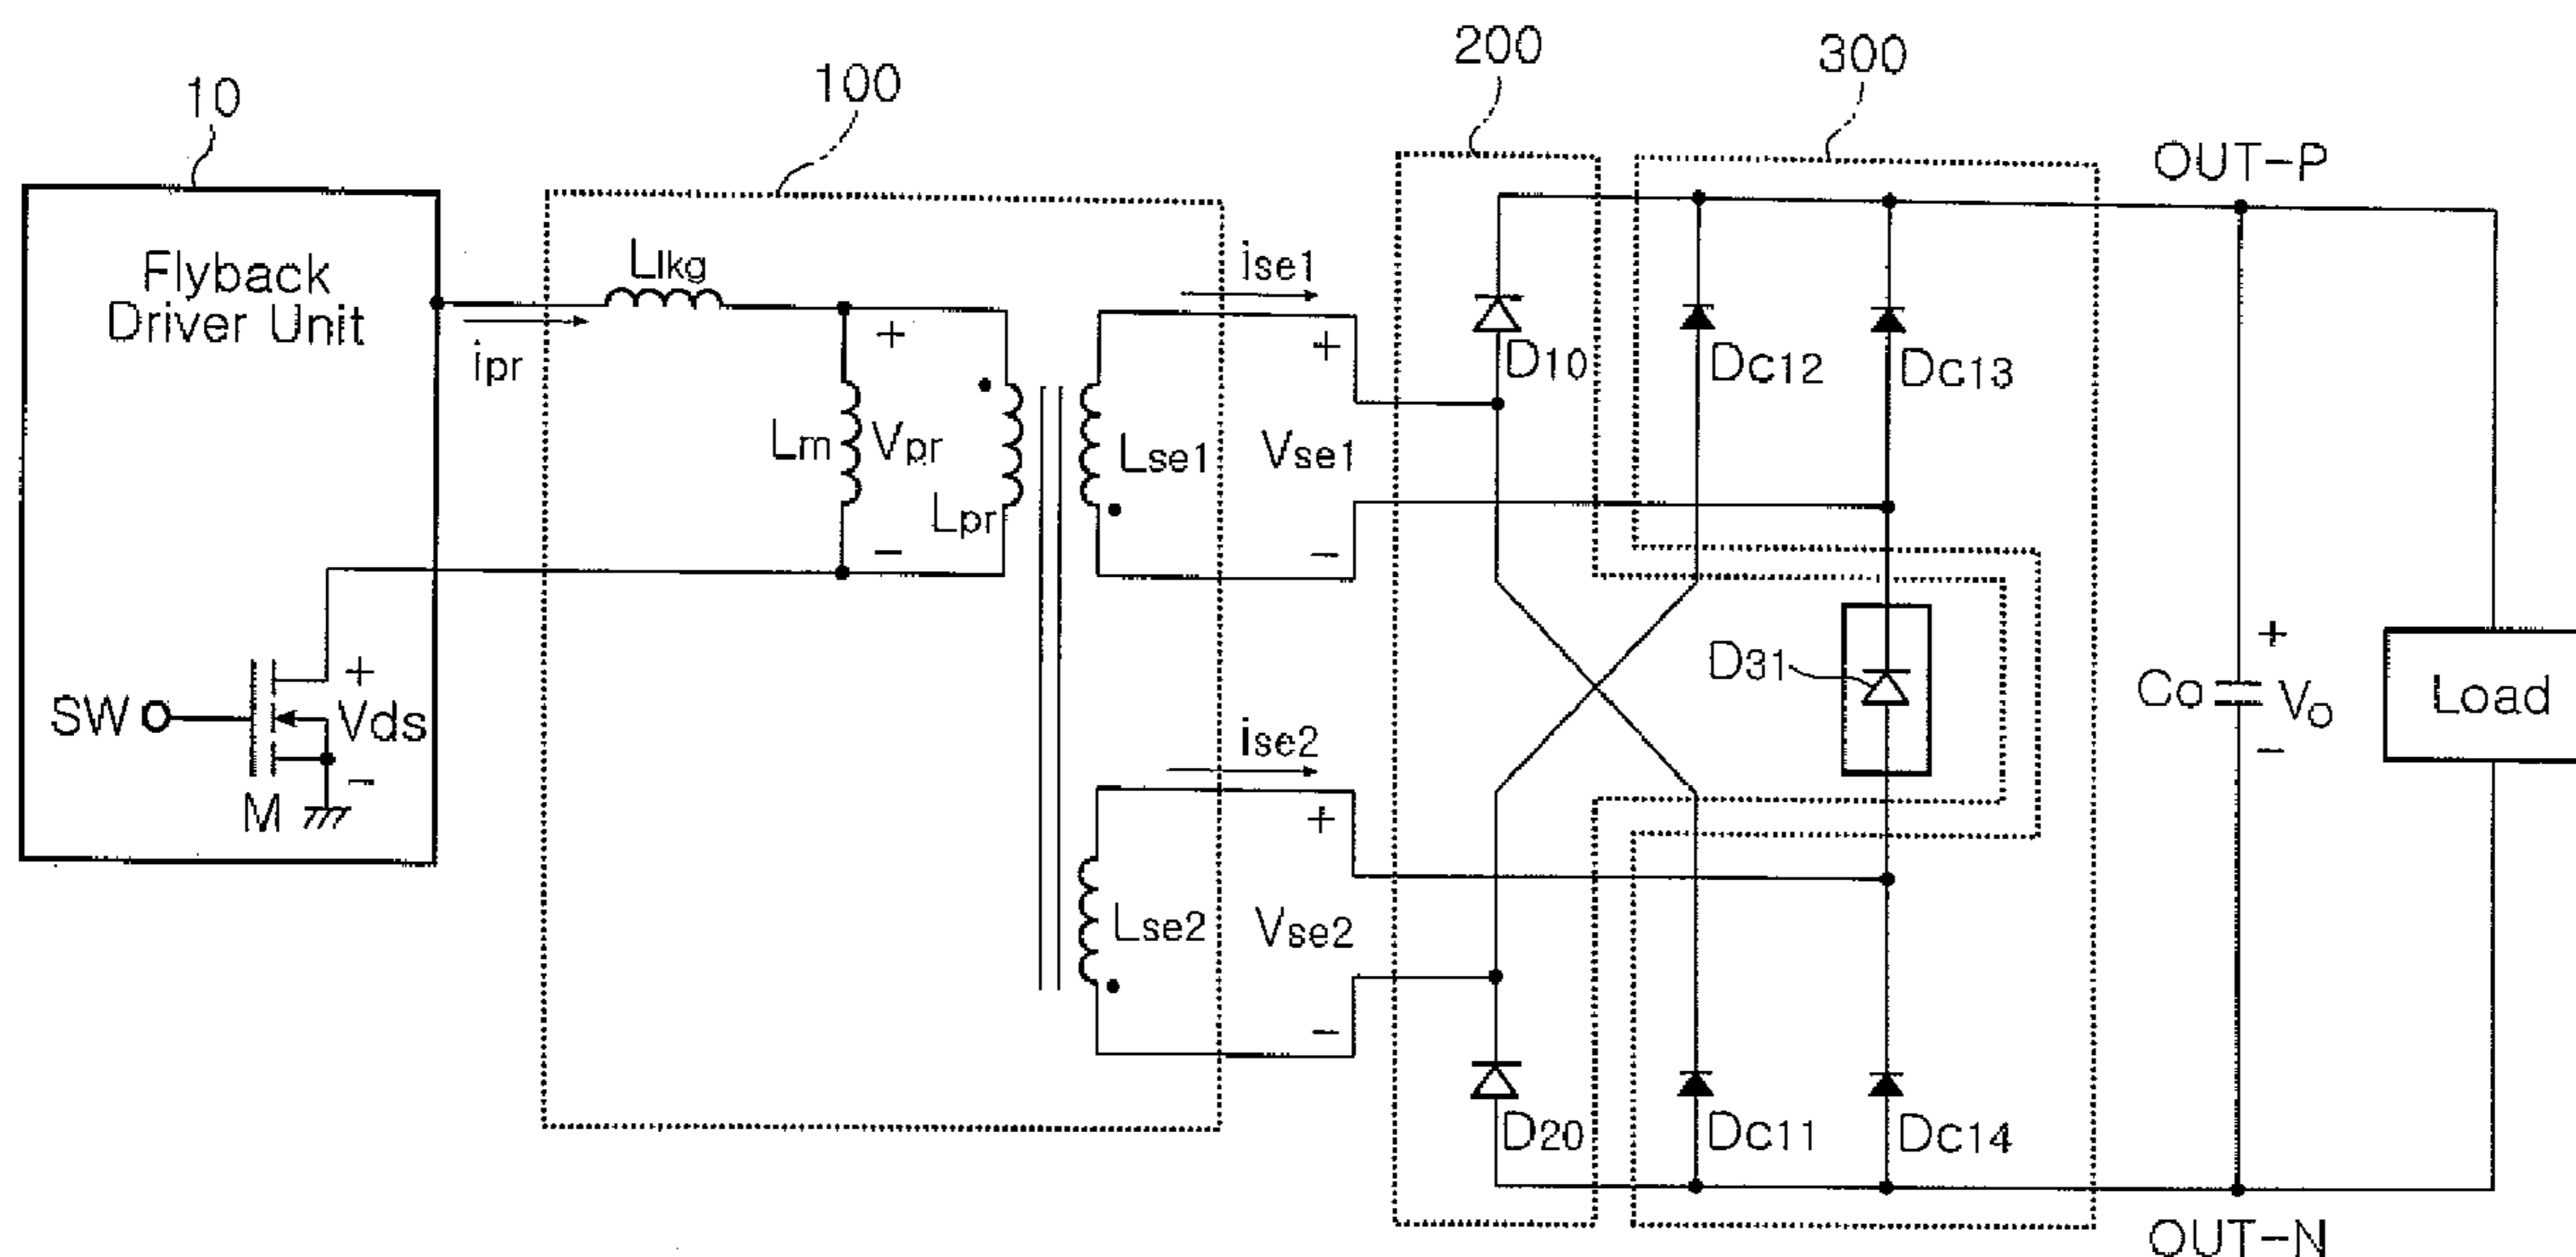 10
100
200
300
OUT-P
Flyback
Driver Unit
Llkg
ipr
ise1
+
+
Lm
Vpr
Lpr
−
Lse1
Vse1
−
D10
Dc12
Dc13
D31
SW
+
Vds
−
M
ise2
+
Lse2
Vse2
−
D20
Dc11
Dc14
Co
+
Vo
−
Load
OUT-N